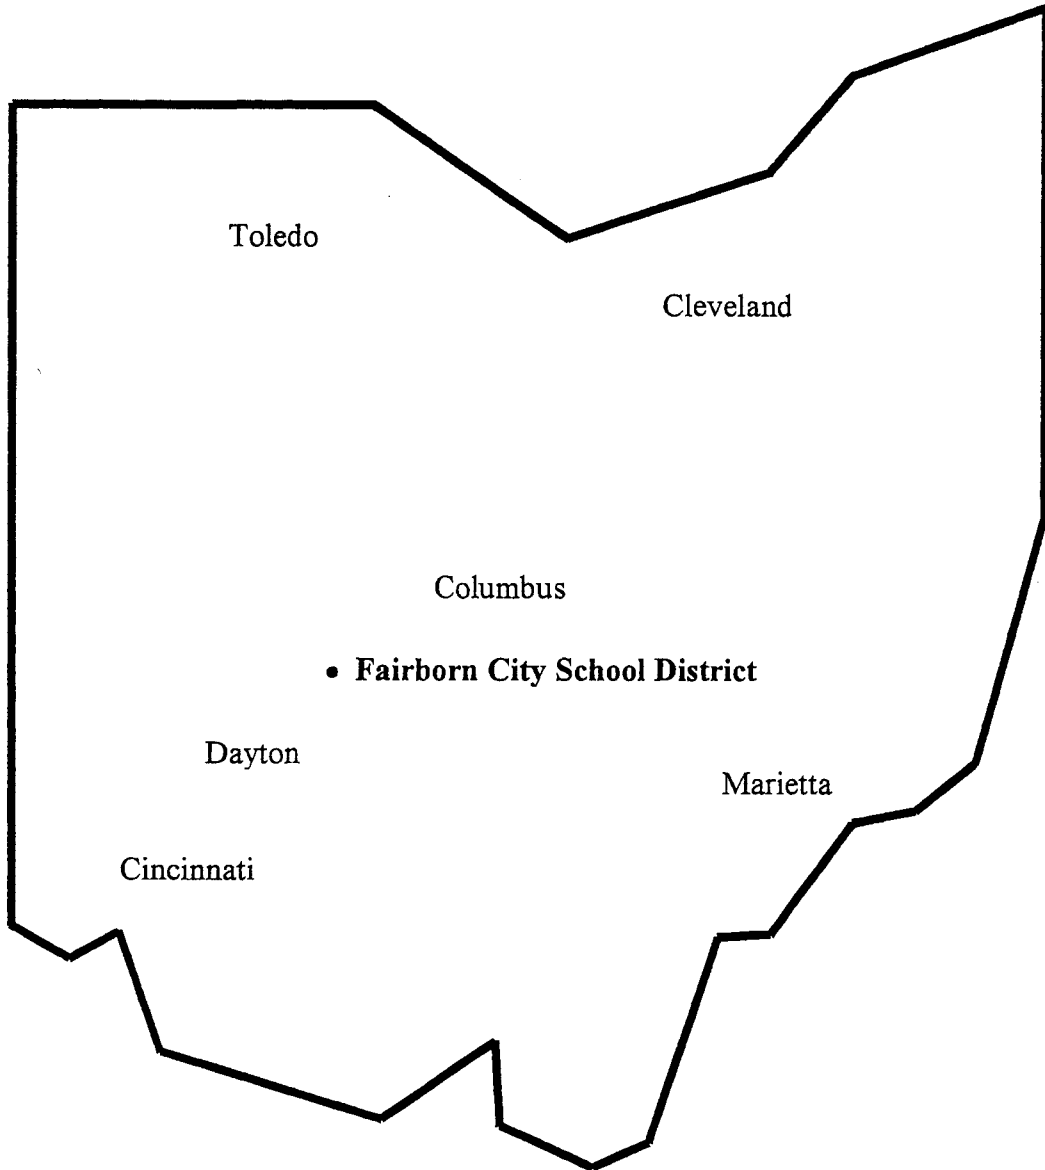 Toledo
Cleveland
Columbus
• Fairborn City School District
Dayton
Marietta
Cincinnati